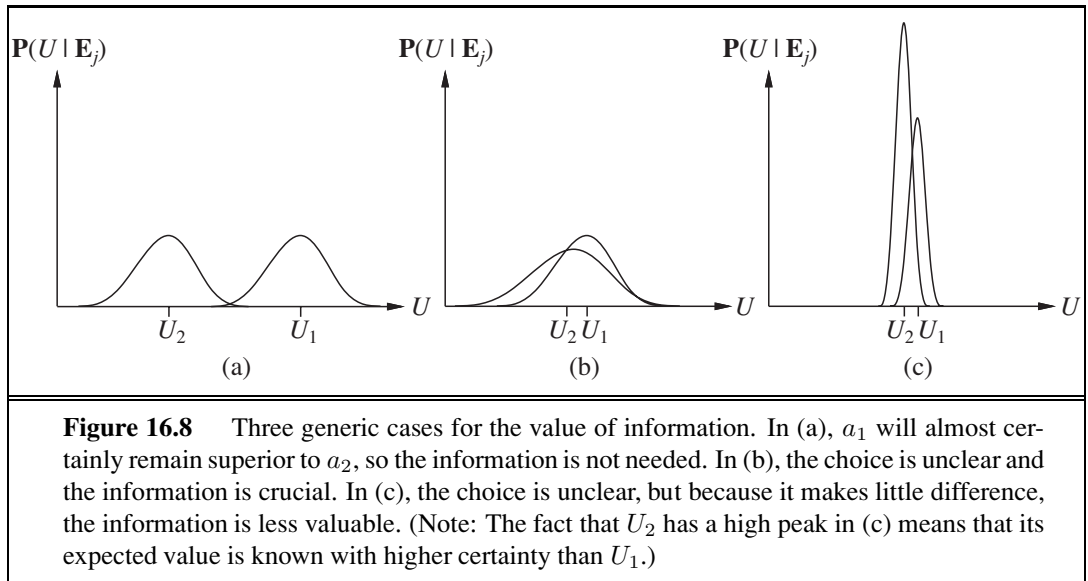 P(U | E_j) P(U | E_j) P(U | E_j)
U U U
U_2 U_1 U_2 U_1 U_2 U_1
(a) (b) (c)
Figure 16.8 Three generic cases for the value of information. In (a), a_1 will almost cer-
tainly remain superior to a_2, so the information is not needed. In (b), the choice is unclear and
the information is crucial. In (c), the choice is unclear, but because it makes little difference,
the information is less valuable. (Note: The fact that U_2 has a high peak in (c) means that its
expected value is known with higher certainty than U_1.)